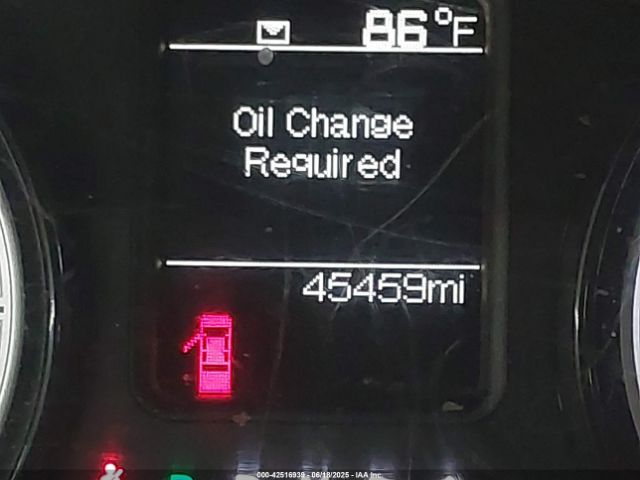 86°F
Oil Change
Required
45459mi
000-42516939 - 06/18/2025 - IAA Inc.